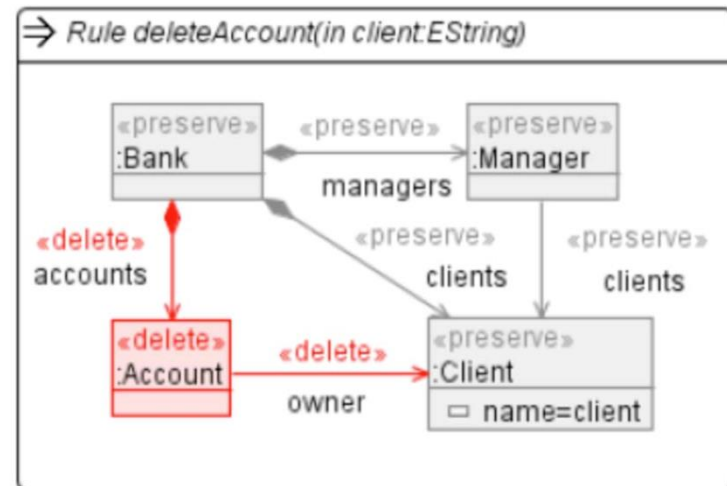 Rule deleteAccount(in client:EString)
«preserve»
:Bank
«preserve»
managers
«preserve»
:Manager
«delete»
accounts
«preserve»
clients
«preserve»
clients
«delete»
:Account
«delete»
owner
«preserve»
:Client
name=client